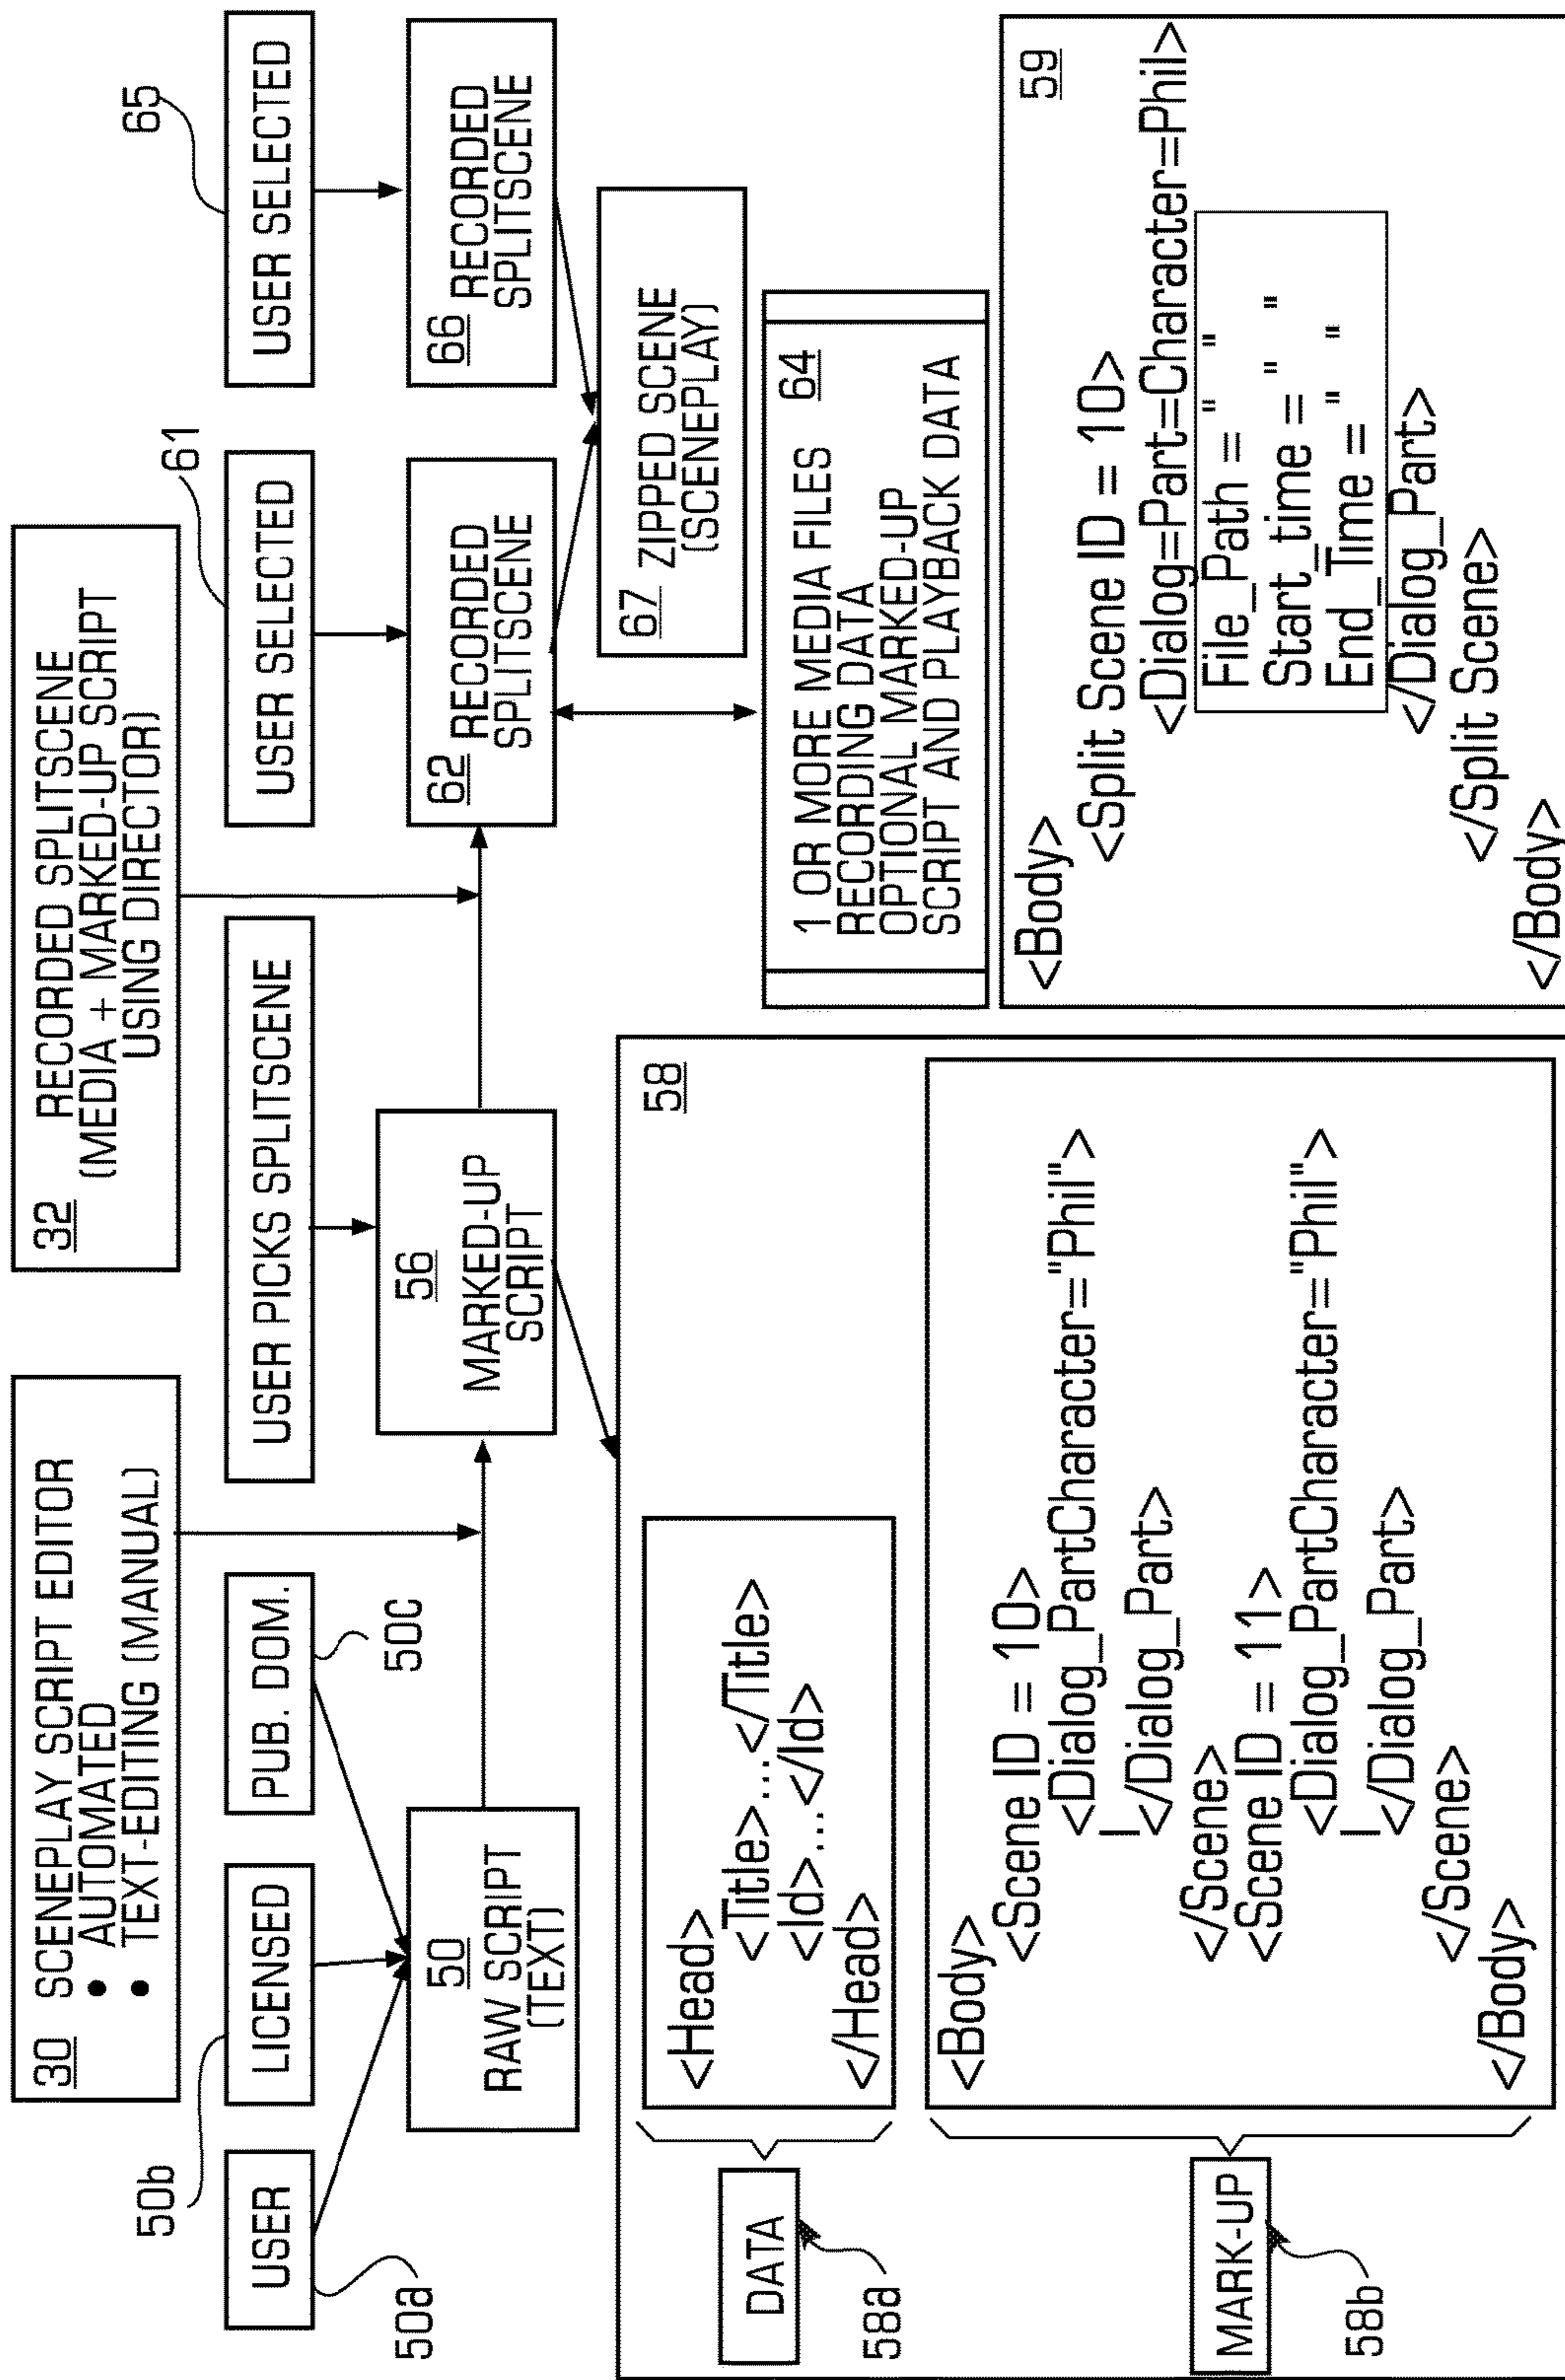 30 SCENEPLAY SCRIPT EDITOR
• AUTOMATED
• TEXT-EDITING (MANUAL)
32 RECORDED SPLITSCENE
(MEDIA + MARKED-UP SCRIPT
USING DIRECTOR)
50b
65
USER
LICENSED
PUB. DOM.
USER PICKS SPLITSCENE
USER SELECTED
61
USER SELECTED
50a
50C
50
RAW SCRIPT
(TEXT)
56
MARKED-UP
SCRIPT
62 RECORDED
SPLITSCENE
66 RECORDED
SPLITSCENE
67 ZIPPED SCENE
(SCENEPLAY)
1 OR MORE MEDIA FILES 64
RECORDING DATA
OPTIONAL MARKED-UP
SCRIPT AND PLAYBACK DATA
58
DATA
58a
<Head>
<Title>...</Title>
<Id>...</Id>
</Head>
MARK-UP
58b
<Body>
<Scene ID = 10>
<Dialog_PartCharacter="Phil">
_
</Dialog_Part>
</Scene>
<Scene ID = 11>
<Dialog_PartCharacter="Phil">
_
</Dialog_Part>
</Scene>
</Body>
59
<Body>
<Split Scene ID = 10>
<Dialog=Part=Character=Phil>
File_Path = " "
Start_time = " "
End_Time = " "
</Dialog_Part>
</Split Scene>
</Body>